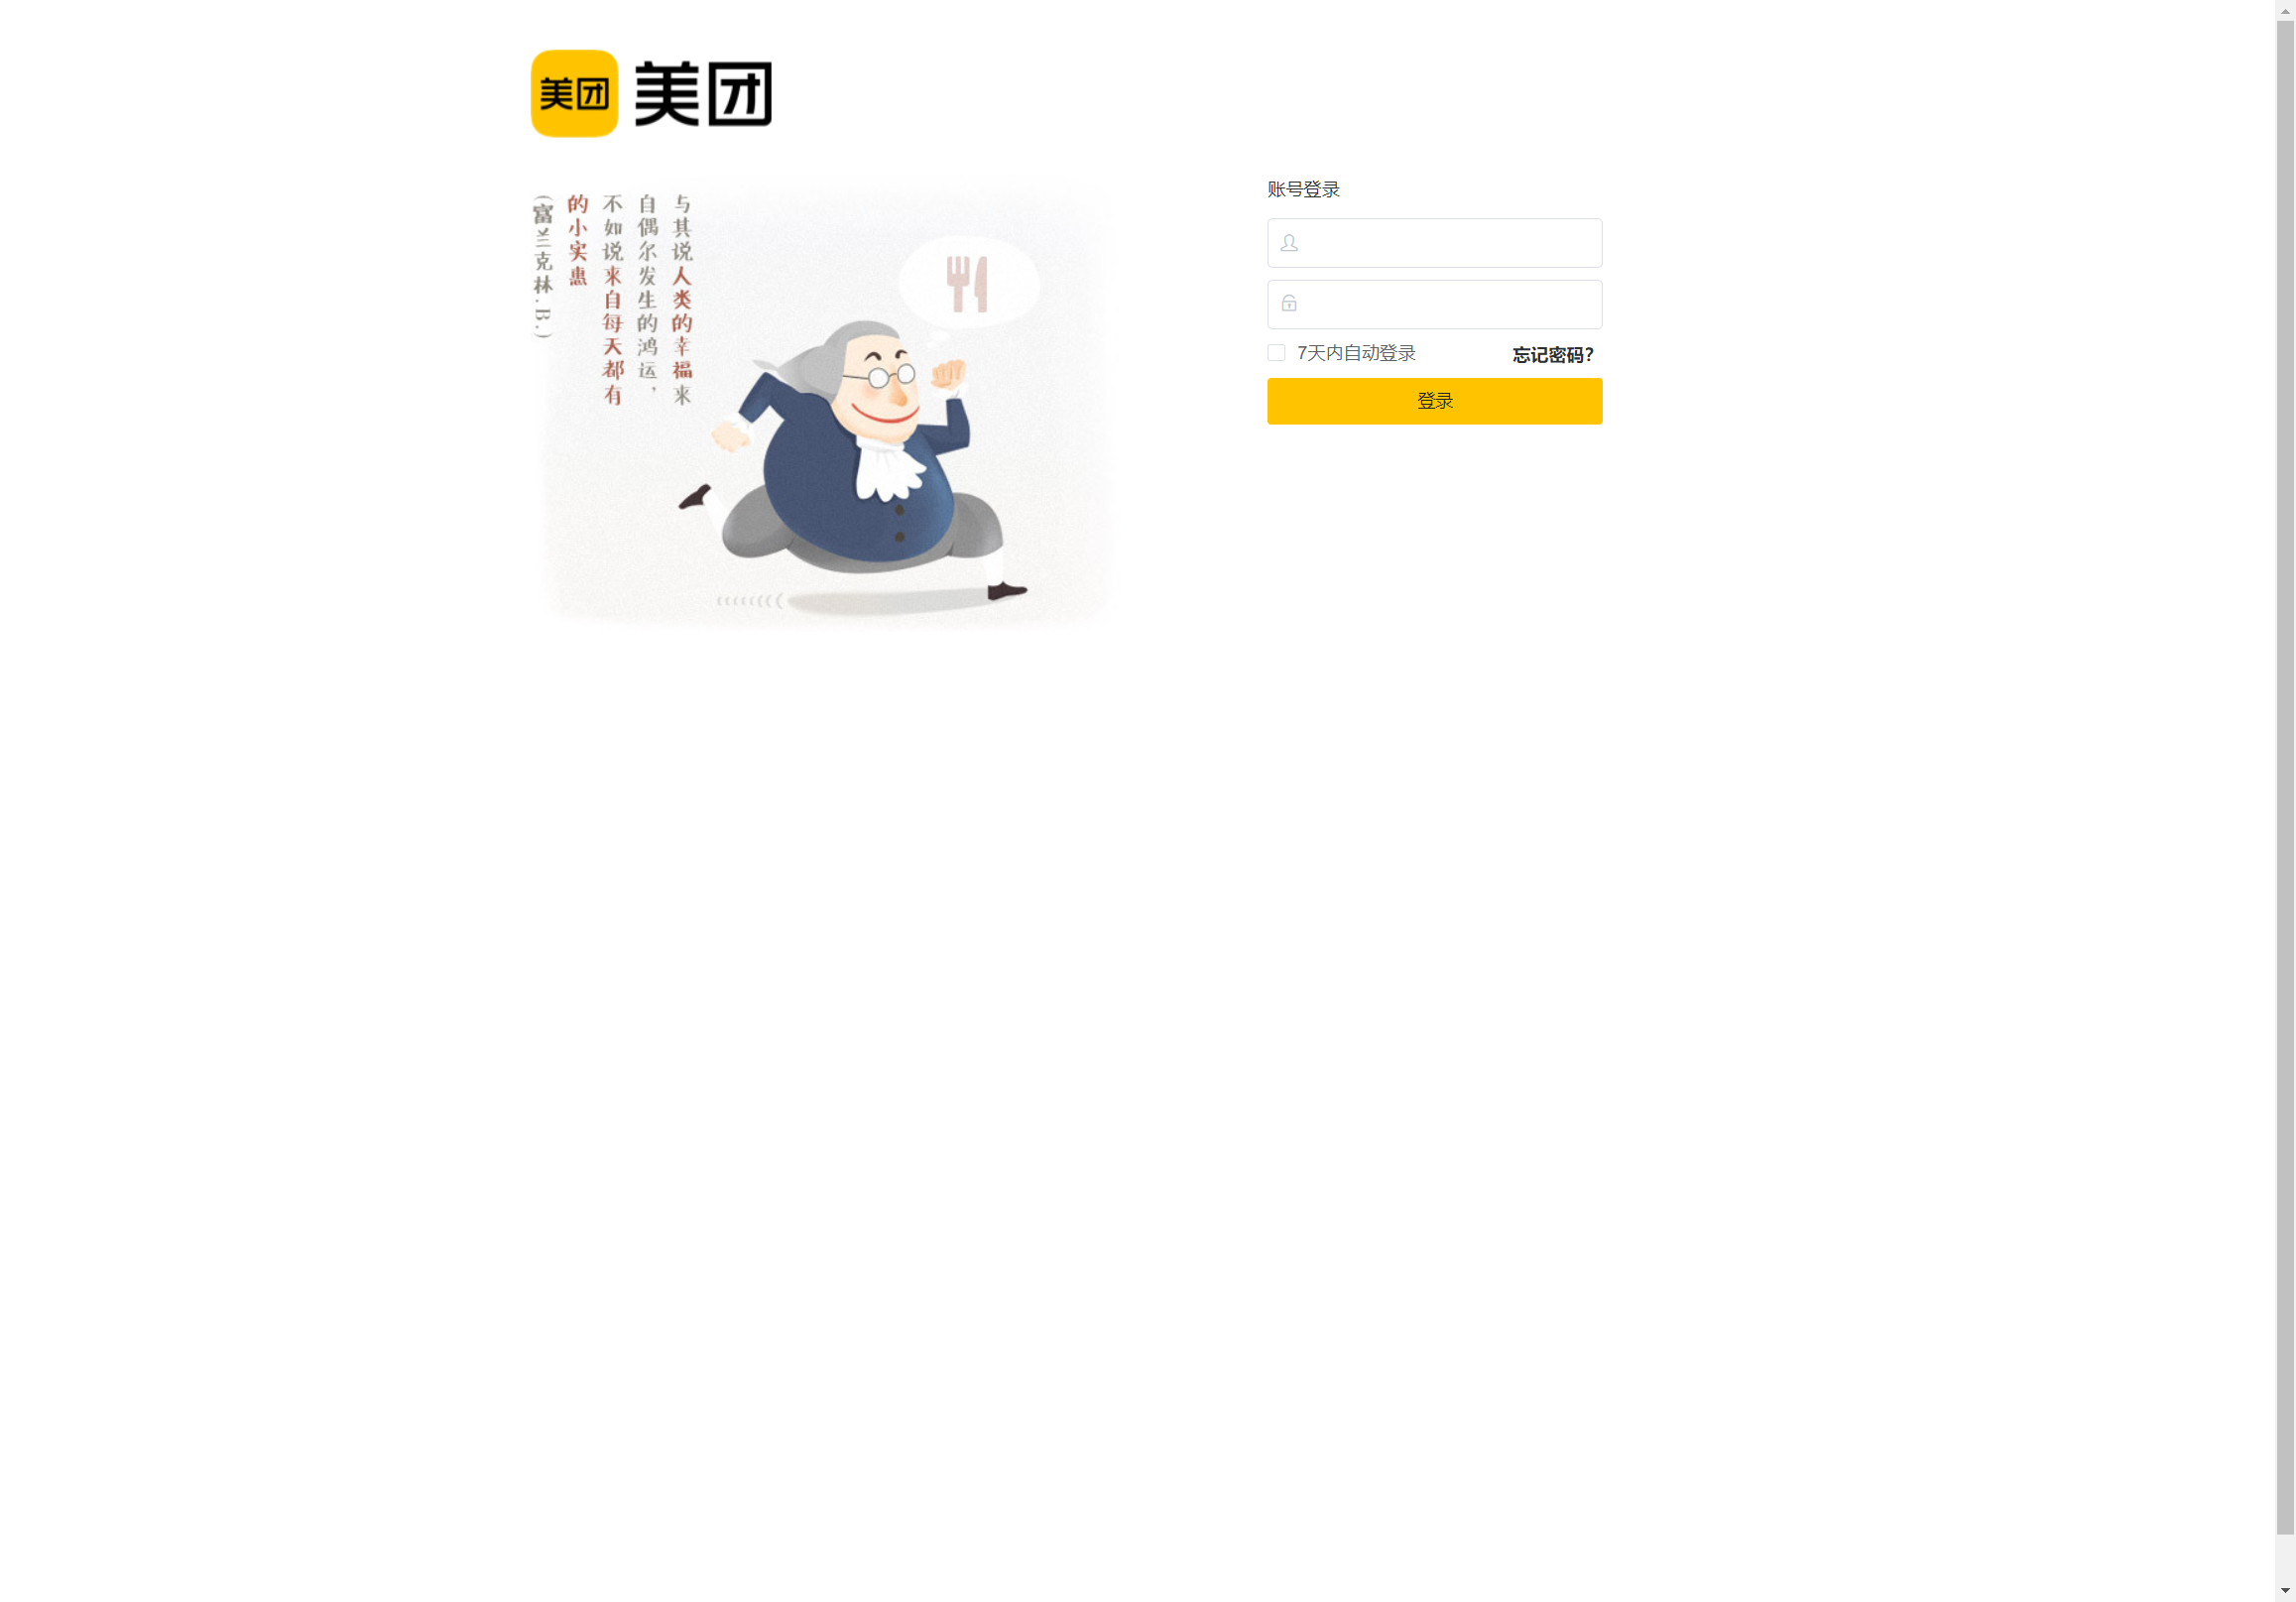 美团 美团
与其说人类的幸福来
自偶尔发生的鸿运，
不如说来自每天都有
的小实惠
(富兰克林.B.)
账号登录
7天内自动登录 忘记密码?
登录